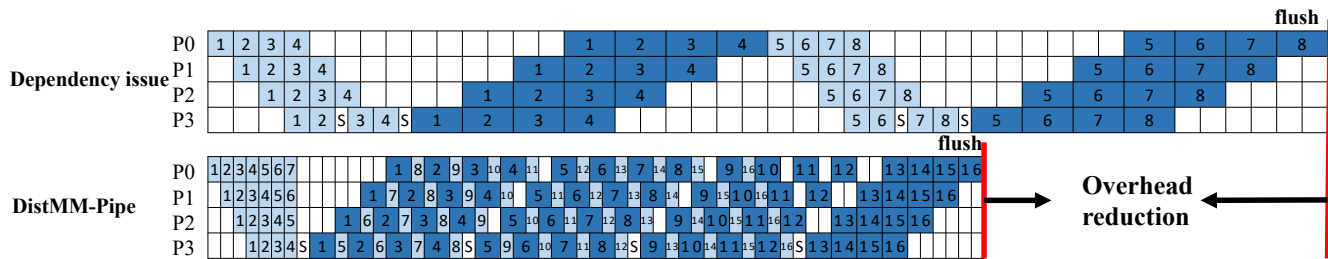 flush
P0 1 2 3 4 1 2 3 4 5 6 7 8 5 6 7 8
Dependency issue
P1 1 2 3 4 1 2 3 4 5 6 7 8 5 6 7 8
P2 1 2 3 4 1 2 3 4 5 6 7 8 5 6 7 8
P3 1 2 S 3 4 S 1 2 3 4 5 6 S 7 8 S 5 6 7 8
flush
P0 1 2 3 4 5 6 7 1 8 2 9 3 10 4 11 5 12 6 13 7 14 8 15 9 16 10 11 12 13 14 15 16
P1 1 2 3 4 5 6 1 7 2 8 3 9 4 10 5 11 6 12 7 13 8 14 9 15 10 16 11 12 13 14 15 16
DistMM-Pipe
P2 1 2 3 4 5 1 6 2 7 3 8 4 9 5 10 6 11 7 12 8 13 9 14 10 15 11 16 12 13 14 15 16
P3 1 2 3 4 S 1 5 2 6 3 7 4 8 S 5 9 6 10 7 11 8 12 S 9 13 10 14 11 15 12 16 S 13 14 15 16
Overhead
reduction